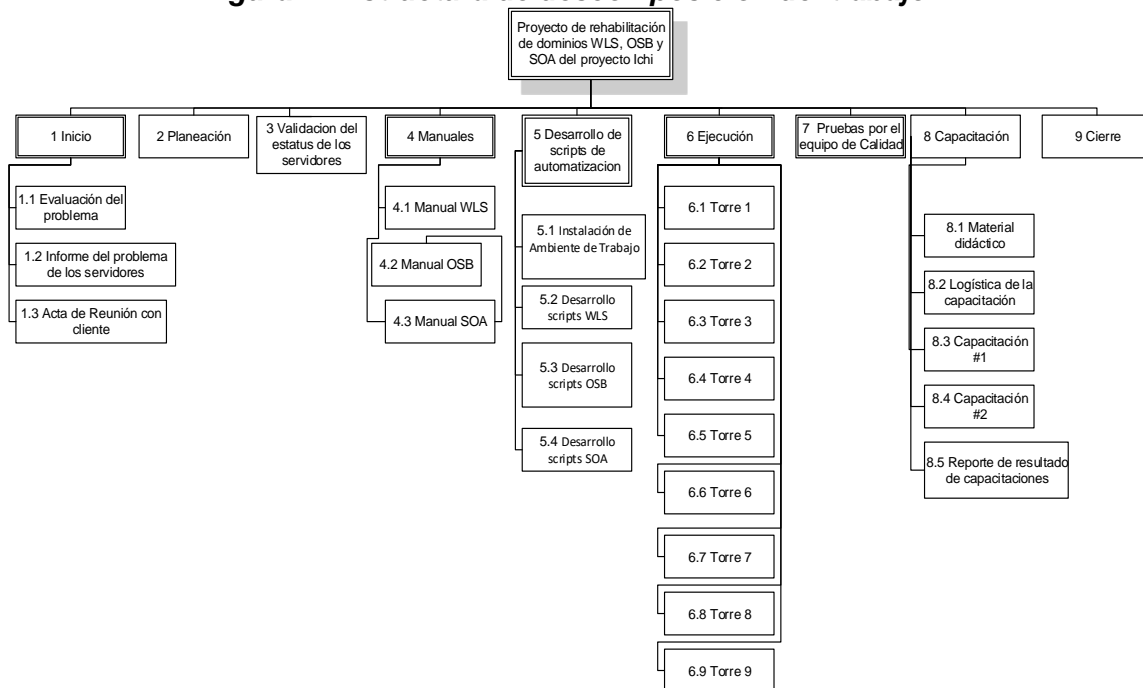 Proyecto de rehabilitación
de dominios WLS, OSB y
SOA del proyecto Ichi
1 Inicio
2 Planeación
3 Validacion del
estatus de los
servidores
4 Manuales
5 Desarrollo de
scripts de
automatizacion
6 Ejecución
7 Pruebas por el
equipo de Calidad
8 Capacitación
9 Cierre
1.1 Evaluación del
problema
1.2 Informe del problema
de los servidores
1.3 Acta de Reunión con
cliente
4.1 Manual WLS
4.2 Manual OSB
4.3 Manual SOA
5.1 Instalación de
Ambiente de Trabajo
5.2 Desarrollo
scripts WLS
5.3 Desarrollo
scripts OSB
5.4 Desarrollo
scripts SOA
6.1 Torre 1
6.2 Torre 2
6.3 Torre 3
6.4 Torre 4
6.5 Torre 5
6.6 Torre 6
6.7 Torre 7
6.8 Torre 8
6.9 Torre 9
8.1 Material
didáctico
8.2 Logística de la
capacitación
8.3 Capacitación
#1
8.4 Capacitación
#2
8.5 Reporte de resultado
de capacitaciones